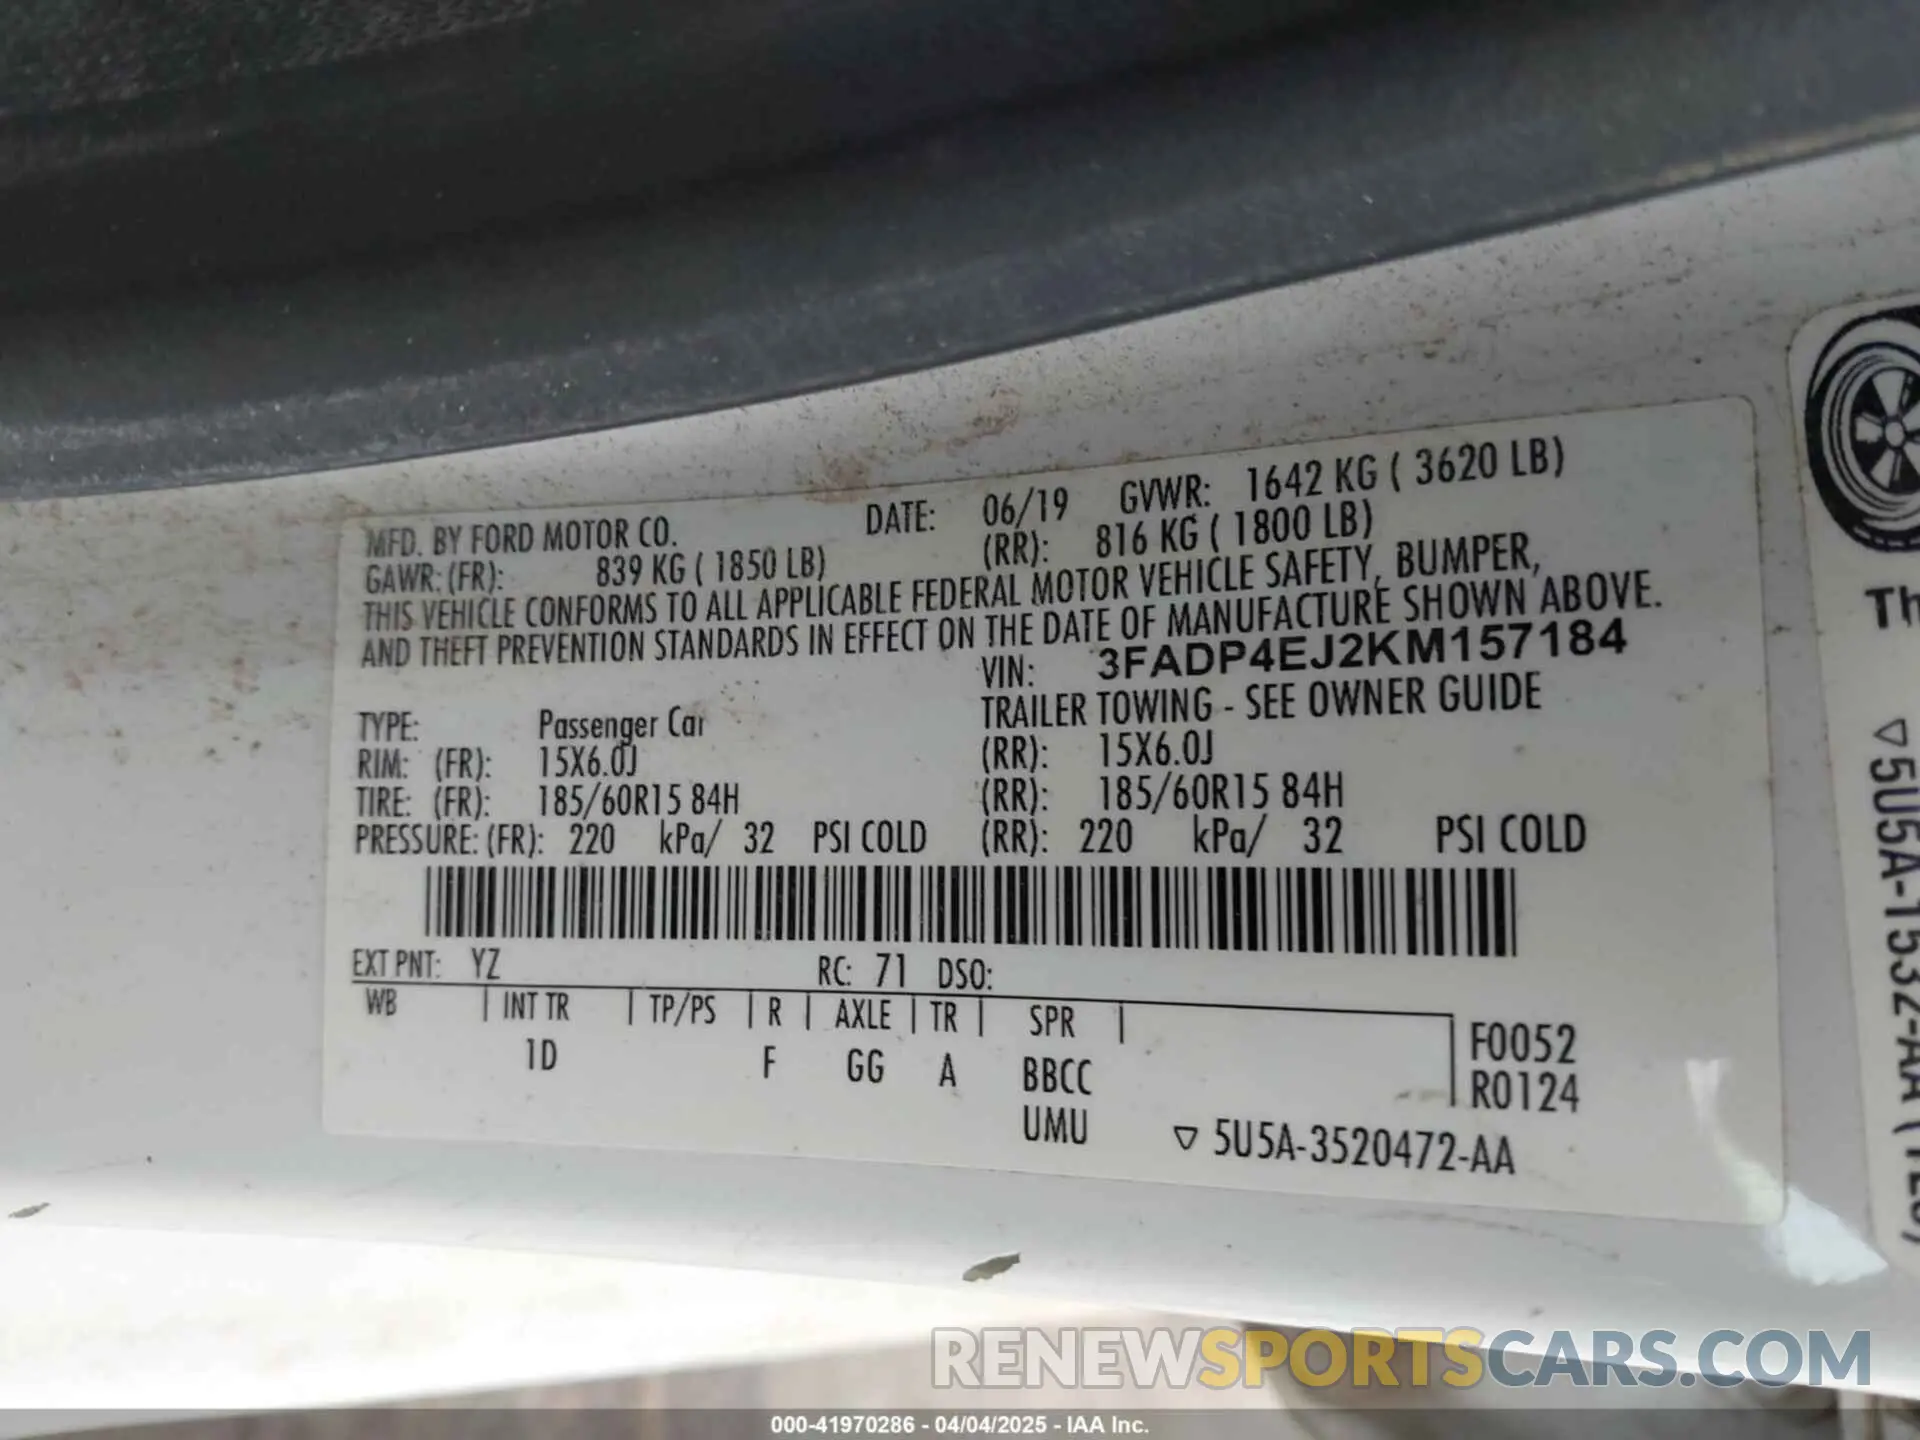 MFD. BY FORD MOTOR CO. DATE: 06/19 GVWR: 1642 KG ( 3620 LB)
GAWR: (FR): 839 KG ( 1850 LB) (RR): 816 KG ( 1800 LB)
THIS VEHICLE CONFORMS TO ALL APPLICABLE FEDERAL MOTOR VEHICLE SAFETY, BUMPER,
AND THEFT PREVENTION STANDARDS IN EFFECT ON THE DATE OF MANUFACTURE SHOWN ABOVE.
VIN: 3FADP4EJ2KM157184
TYPE: Passenger Car TRAILER TOWING - SEE OWNER GUIDE
RIM: (FR): 15X6.0J (RR): 15X6.0J
TIRE: (FR): 185/60R15 84H (RR): 185/60R15 84H
PRESSURE: (FR): 220 kPa/ 32 PSI COLD (RR): 220 kPa/ 32 PSI COLD
EXT PNT: YZ RC: 71 DSO:
WB | INT TR | TP/PS | R | AXLE | TR | SPR |
1D F GG A BBCC
UMU
F0052
R0124
▽ 5U5A-3520472-AA
Th
▽5U5A-1532-AA
RENEWSPORTSCARS.COM
000-41970286 - 04/04/2025 - IAA Inc.